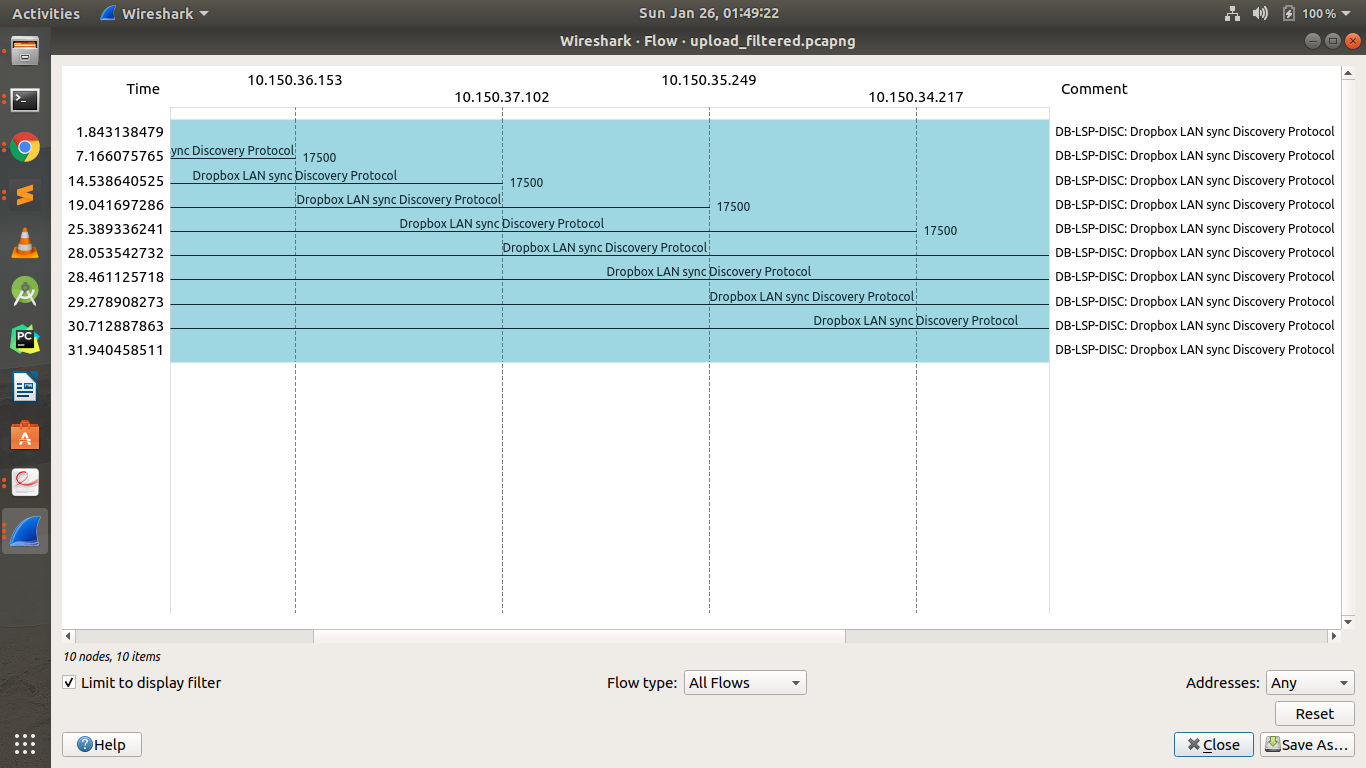 Activities Wireshark Sun Jan 26, 01:49:22 100 %
Wireshark · Flow · upload_filtered.pcapng
Time 10.150.36.153 10.150.37.102 10.150.35.249 10.150.34.217 Comment
1.843138479 DB-LSP-DISC: Dropbox LAN sync Discovery Protocol
7.166075765 ync Discovery Protocol 17500 DB-LSP-DISC: Dropbox LAN sync Discovery Protocol
14.538640525 Dropbox LAN sync Discovery Protocol 17500 DB-LSP-DISC: Dropbox LAN sync Discovery Protocol
19.041697286 Dropbox LAN sync Discovery Protocol 17500 DB-LSP-DISC: Dropbox LAN sync Discovery Protocol
25.389336241 Dropbox LAN sync Discovery Protocol 17500 DB-LSP-DISC: Dropbox LAN sync Discovery Protocol
28.053542732 Dropbox LAN sync Discovery Protocol DB-LSP-DISC: Dropbox LAN sync Discovery Protocol
28.461125718 Dropbox LAN sync Discovery Protocol DB-LSP-DISC: Dropbox LAN sync Discovery Protocol
29.278908273 Dropbox LAN sync Discovery Protocol DB-LSP-DISC: Dropbox LAN sync Discovery Protocol
30.712887863 Dropbox LAN sync Discovery Protocol DB-LSP-DISC: Dropbox LAN sync Discovery Protocol
31.940458511 DB-LSP-DISC: Dropbox LAN sync Discovery Protocol
10 nodes, 10 items
Limit to display filter Flow type: All Flows Addresses: Any
Reset
Help Close Save As…